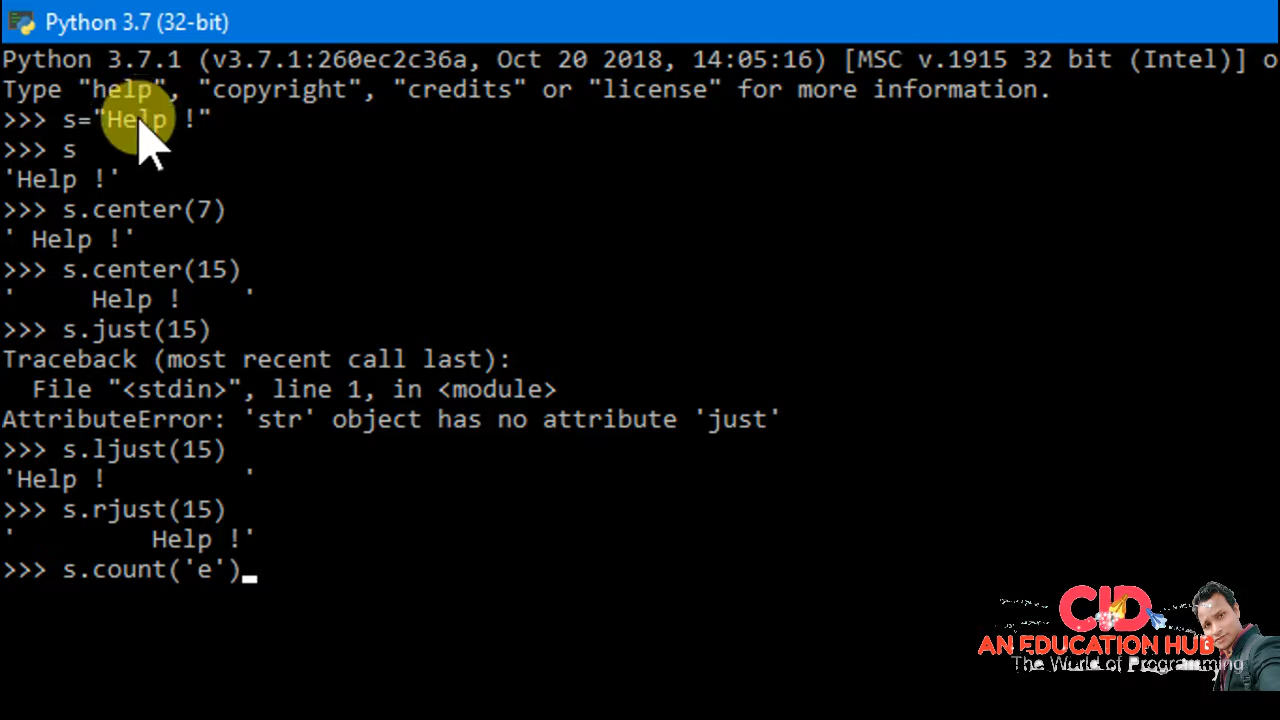 Python 3.7 (32-bit)
Python 3.7.1 (v3.7.1:260ec2c36a, Oct 20 2018, 14:05:16) [MSC v.1915 32 bit (Intel)] o
Type "help", "copyright", "credits" or "license" for more information.
>>> s="Help !"
>>> s
'Help !'
>>> s.center(7)
' Help !'
>>> s.center(15)
'     Help !    '
>>> s.just(15)
Traceback (most recent call last):
  File "<stdin>", line 1, in <module>
AttributeError: 'str' object has no attribute 'just'
>>> s.ljust(15)
'Help !         '
>>> s.rjust(15)
'         Help !'
>>> s.count('e')
CID
AN EDUCATION HUB
The World of Programming